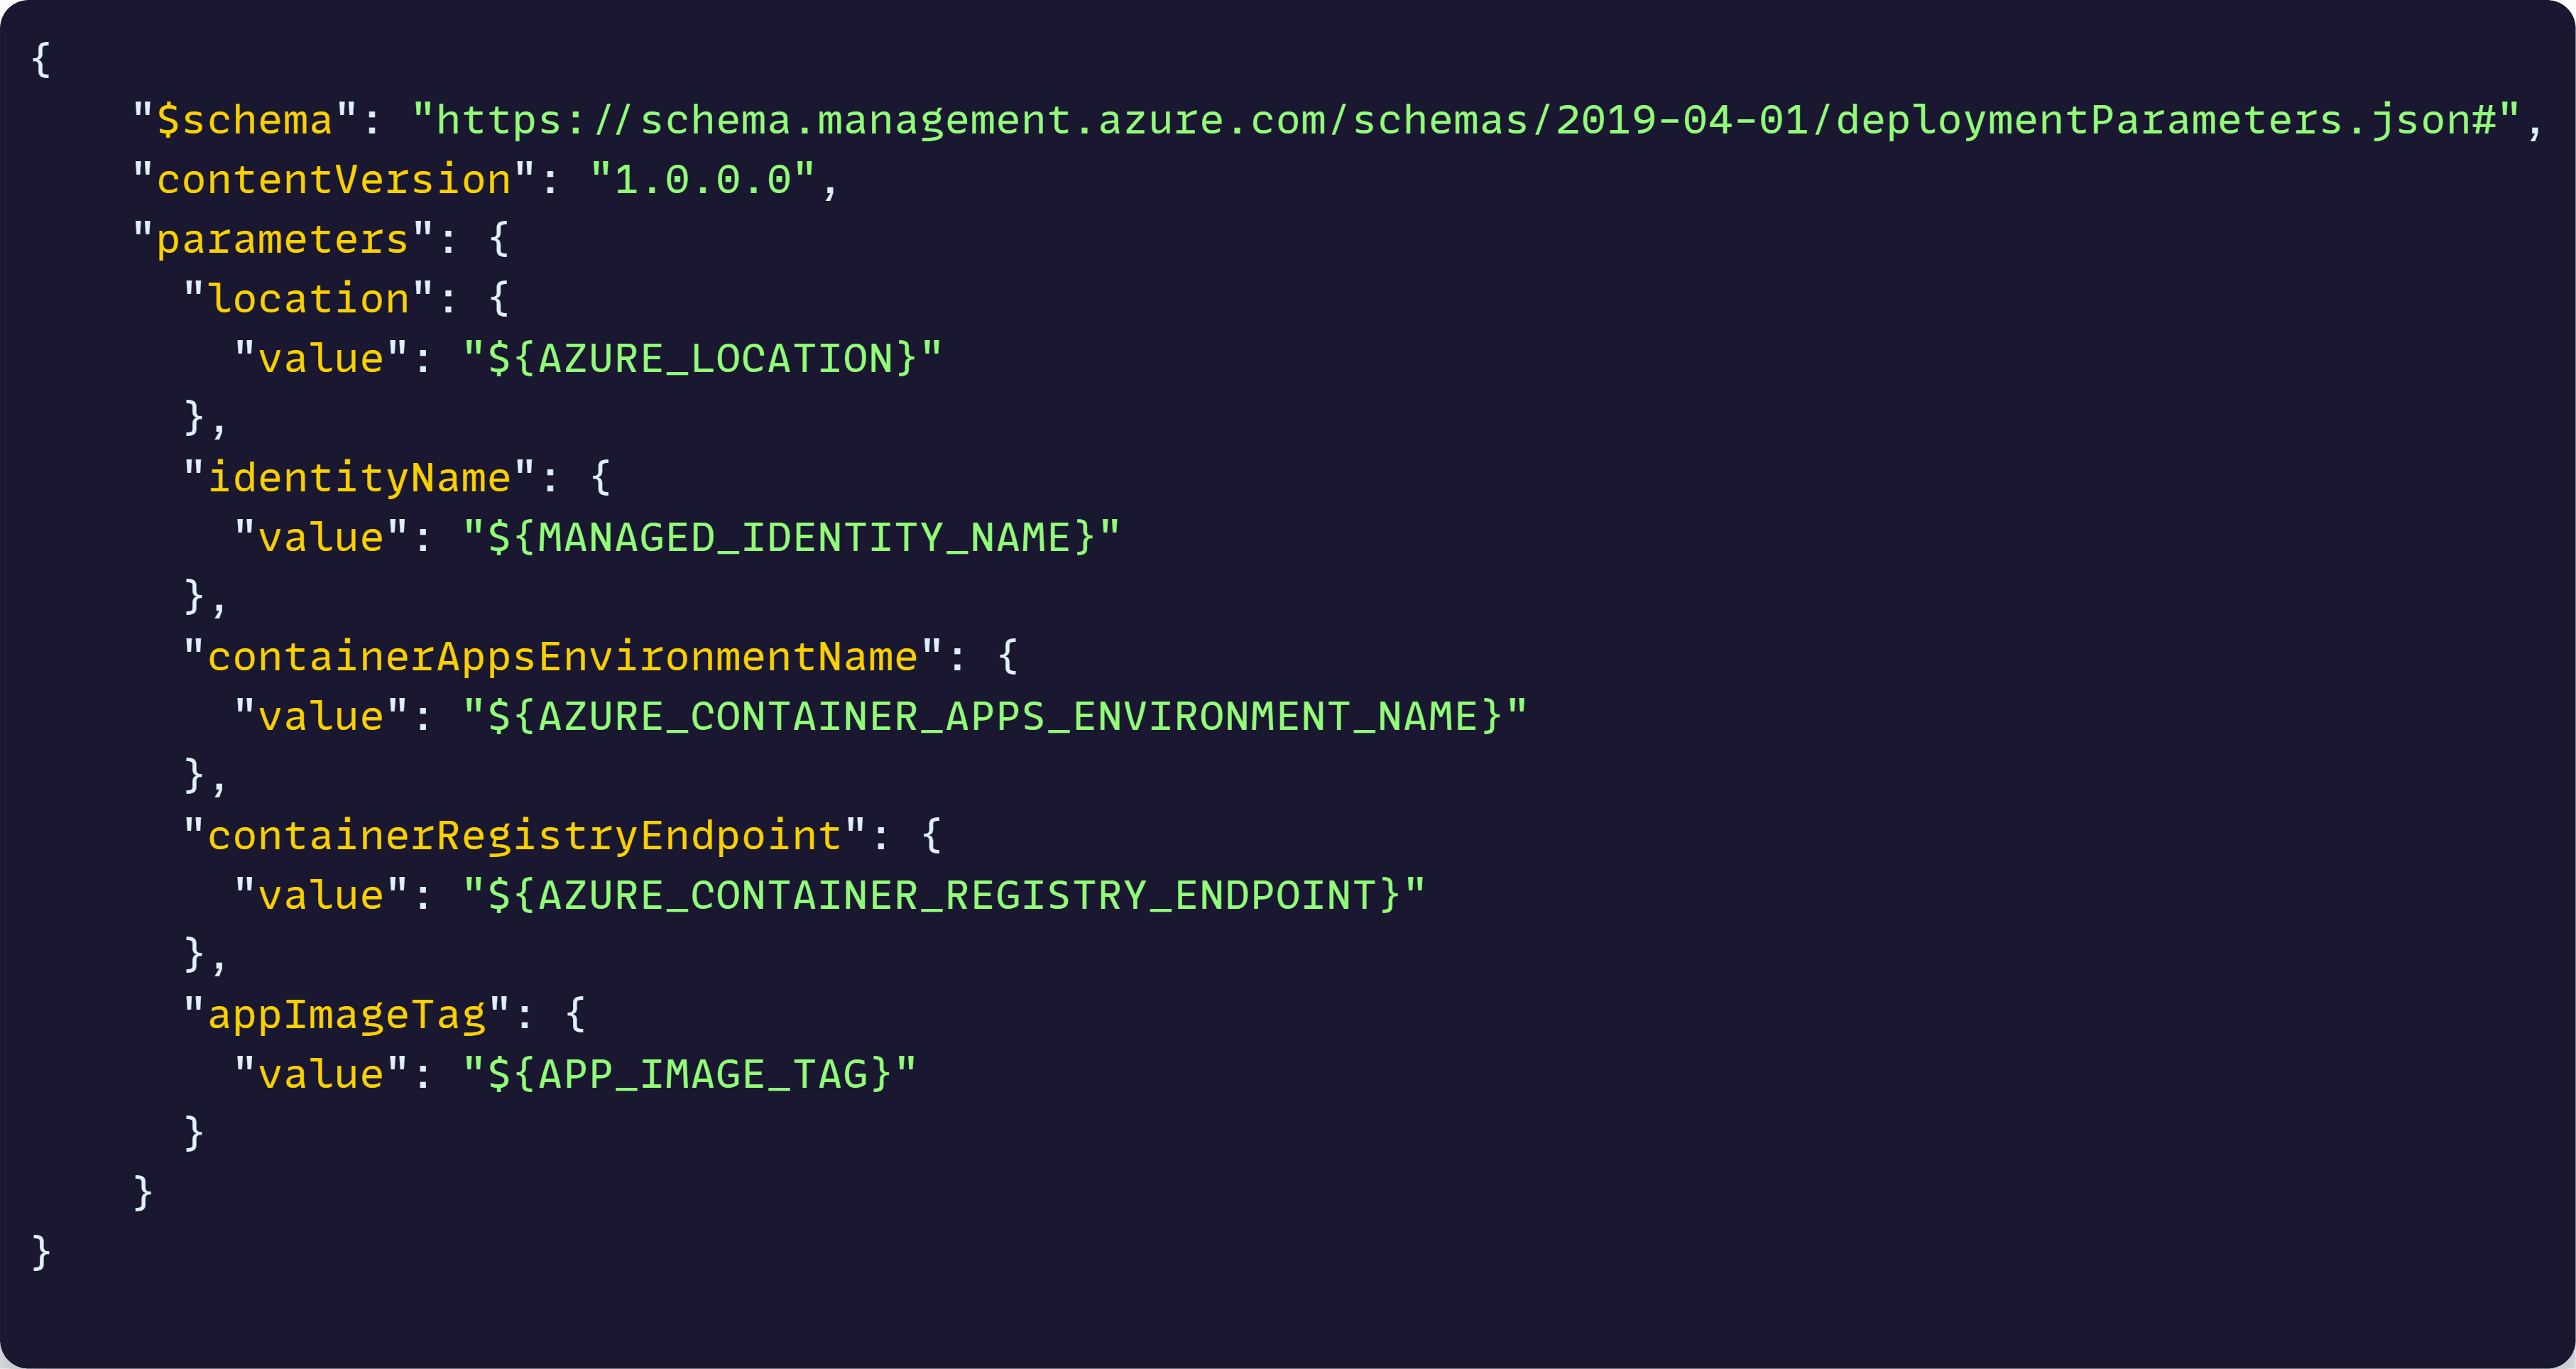 {
    "$schema": "https://schema.management.azure.com/schemas/2019-04-01/deploymentParameters.json#",
    "contentVersion": "1.0.0.0",
    "parameters": {
      "location": {
        "value": "${AZURE_LOCATION}"
      },
      "identityName": {
        "value": "${MANAGED_IDENTITY_NAME}"
      },
      "containerAppsEnvironmentName": {
        "value": "${AZURE_CONTAINER_APPS_ENVIRONMENT_NAME}"
      },
      "containerRegistryEndpoint": {
        "value": "${AZURE_CONTAINER_REGISTRY_ENDPOINT}"
      },
      "appImageTag": {
        "value": "${APP_IMAGE_TAG}"
      }
    }
}